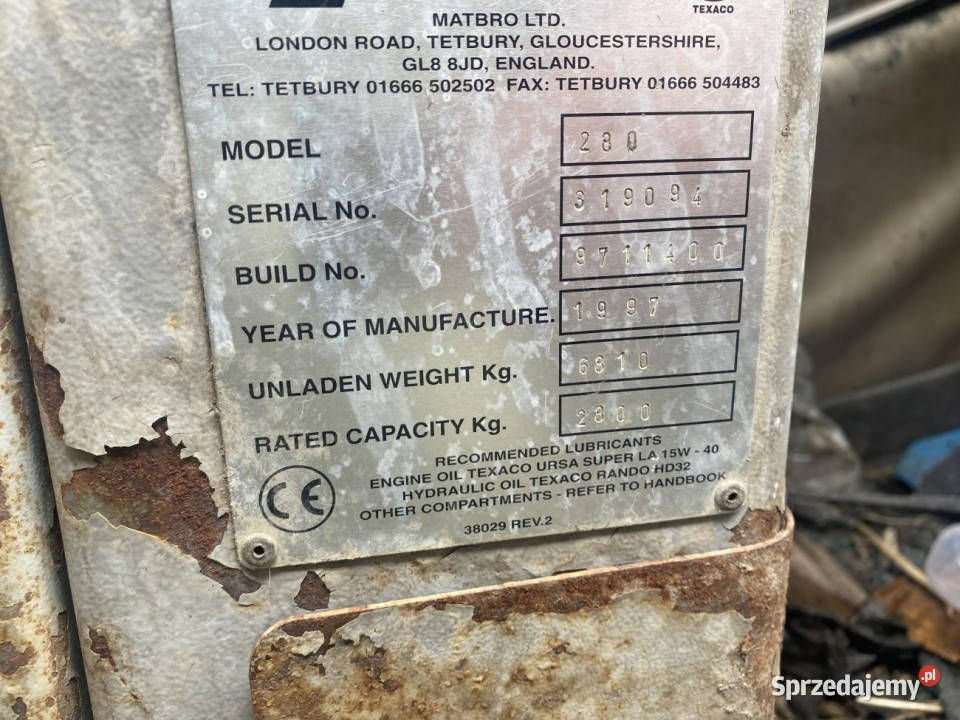 TEXACO
MATBRO LTD.
LONDON ROAD, TETBURY, GLOUCESTERSHIRE,
GL8 8JD, ENGLAND.
TEL: TETBURY 01666 502502 FAX: TETBURY 01666 504483
MODEL 280
SERIAL No. 319094
BUILD No. 9711400
YEAR OF MANUFACTURE. 1997
UNLADEN WEIGHT Kg. 6810
RATED CAPACITY Kg. 2800
RECOMMENDED LUBRICANTS
ENGINE OIL TEXACO URSA SUPER LA 15W - 40
HYDRAULIC OIL TEXACO RANDO HD32
OTHER COMPARTMENTS - REFER TO HANDBOOK
CE
38029 REV.2
Sprzedajemy.pl